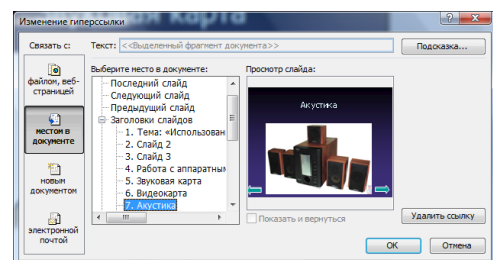 Звуковая карта
Изменение гиперссылки
Связать с:
Текст: <<Выделенный фрагмент документа>>
Подсказка...
файлом, веб-страницей
местом в документе
новым документом
электронной почтой
Выберите место в документе:
Последний слайд
Следующий слайд
Предыдущий слайд
Заголовки слайдов
1. Тема: «Использован
2. Слайд 2
3. Слайд 3
4. Работа с аппаратны
5. Звуковая карта
6. Видеокарта
7. Акустика
Просмотр слайда:
Акустика
Показать и вернуться
Удалить ссылку
ОК
Отмена